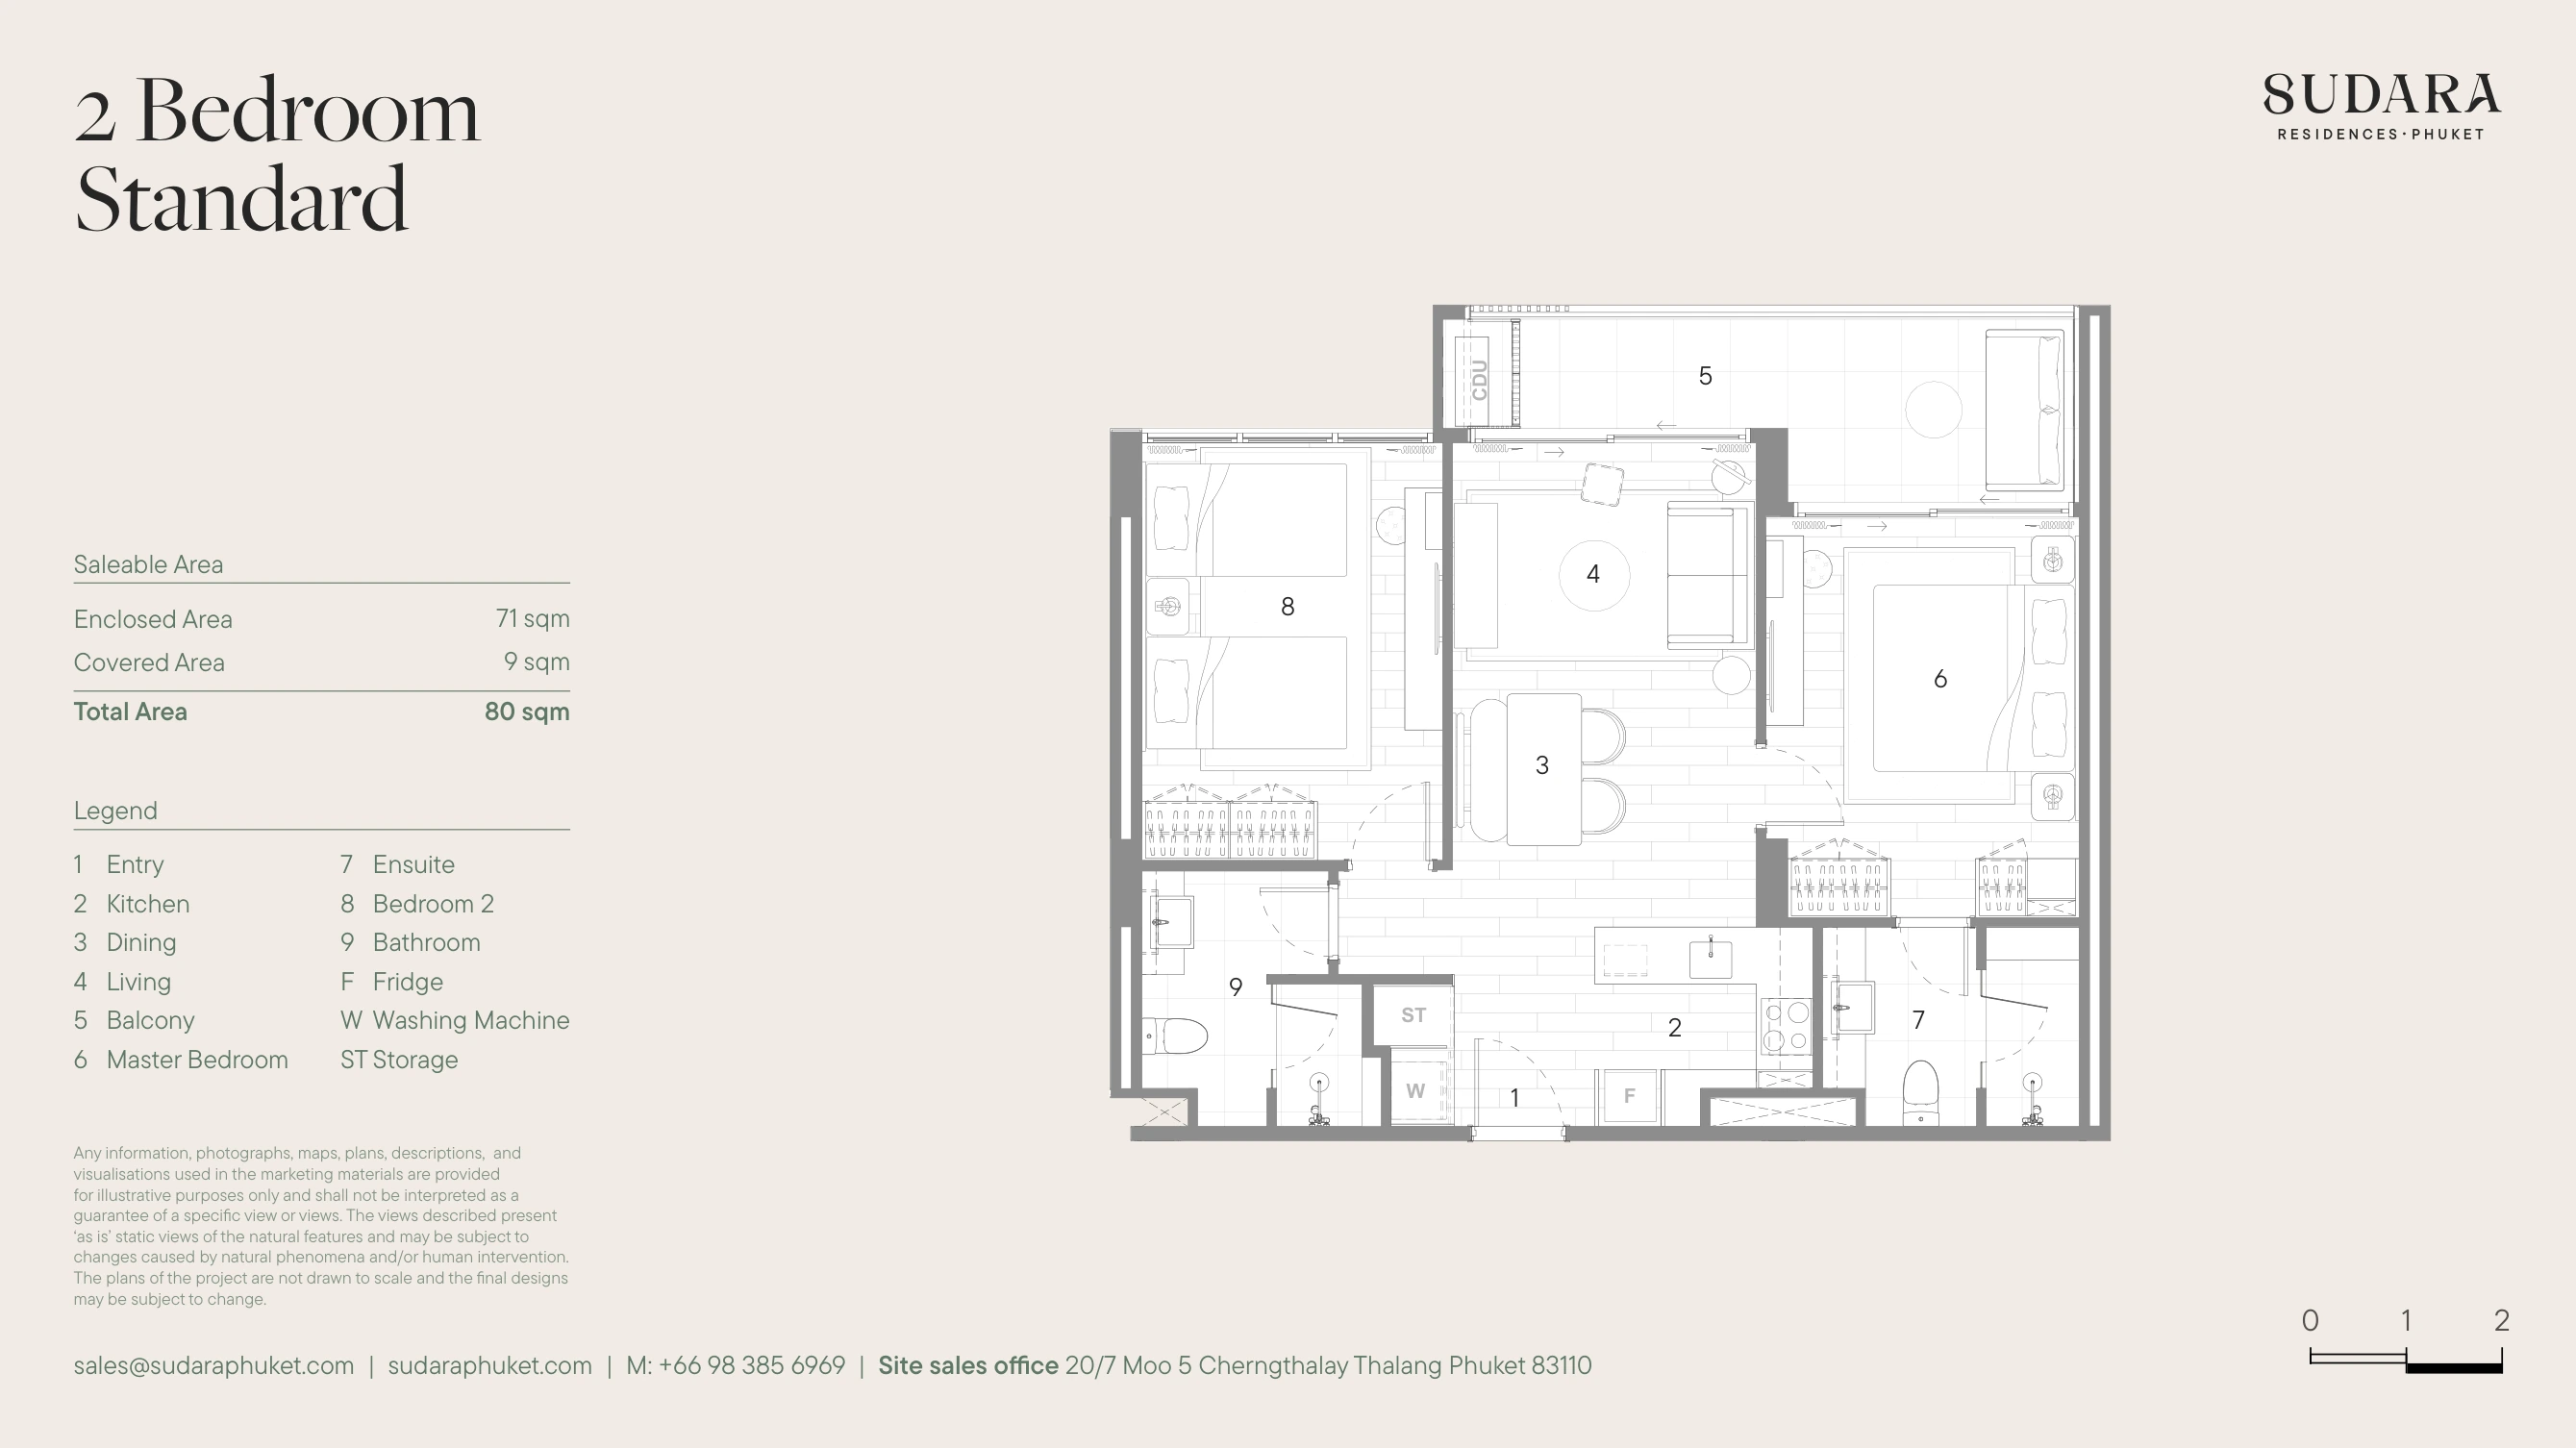 2 Bedroom
Standard
SUDARA
RESIDENCES·PHUKET
Saleable Area
Enclosed Area 71 sqm
Covered Area 9 sqm
Total Area 80 sqm
Legend
1 Entry
2 Kitchen
3 Dining
4 Living
5 Balcony
6 Master Bedroom
7 Ensuite
8 Bedroom 2
9 Bathroom
F Fridge
W Washing Machine
ST Storage
Any information, photographs, maps, plans, descriptions, and
visualisations used in the marketing materials are provided
for illustrative purposes only and shall not be interpreted as a
guarantee of a specific view or views. The views described present
‘as is’ static views of the natural features and may be subject to
changes caused by natural phenomena and/or human intervention.
The plans of the project are not drawn to scale and the final designs
may be subject to change.
CDU
5
4
8
6
3
9
ST
2
7
W
1
F
0 1 2
sales@sudaraphuket.com | sudaraphuket.com | M: +66 98 385 6969 | Site sales office 20/7 Moo 5 Cherngthalay Thalang Phuket 83110